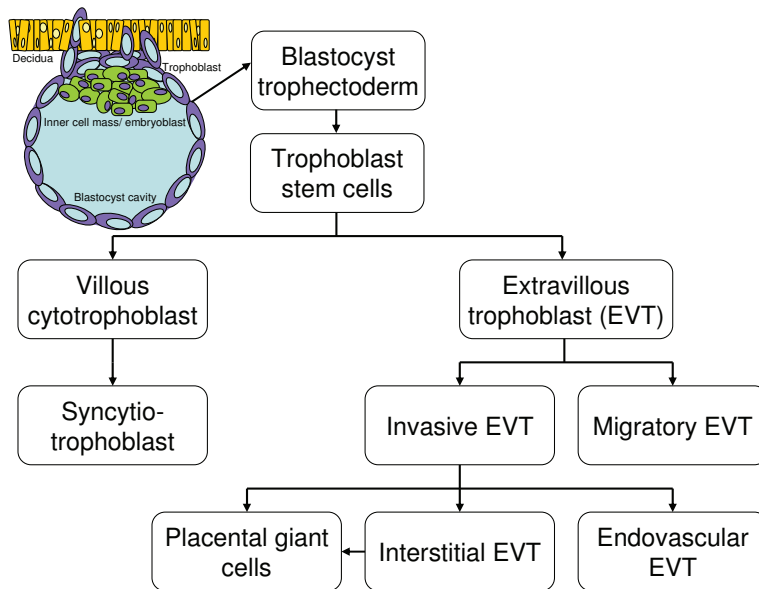 Decidua
Trophoblast
Inner cell mass/ embryoblast
Blastocyst cavity
Blastocyst
trophectoderm
Trophoblast
stem cells
Villous
cytotrophoblast
Extravillous
trophoblast (EVT)
Syncytio-
trophoblast
Invasive EVT
Migratory EVT
Placental giant
cells
Interstitial EVT
Endovascular
EVT